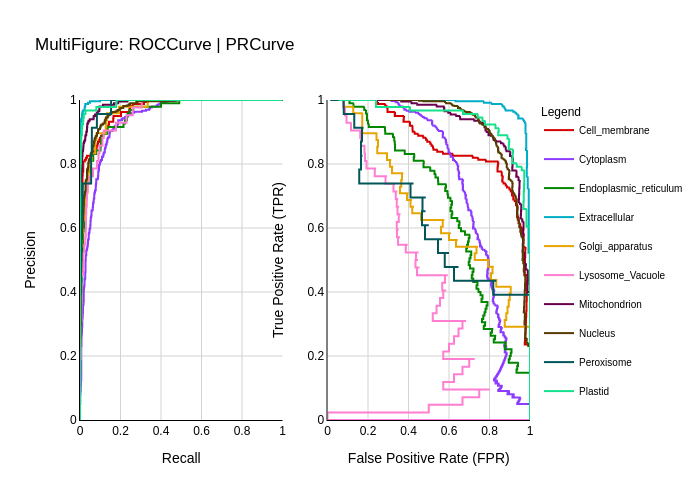 MultiFigure: ROCCurve | PRCurve
Precision
1
0.8
0.6
0.4
0.2
0
0
0.2
0.4
0.6
0.8
1
Recall
True Positive Rate (TPR)
1
0.8
0.6
0.4
0.2
0
0
0.2
0.4
0.6
0.8
1
False Positive Rate (FPR)
Legend
Cell_membrane
Cytoplasm
Endoplasmic_reticulum
Extracellular
Golgi_apparatus
Lysosome_Vacuole
Mitochondrion
Nucleus
Peroxisome
Plastid